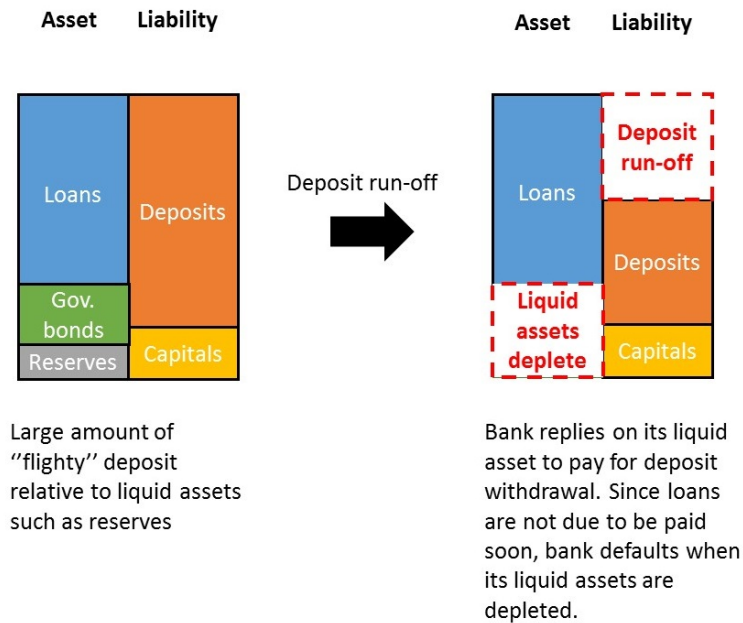 Asset Liability
Loans
Deposits
Gov.
bonds
Reserves
Capitals
Large amount of
‘‘flighty’’ deposit
relative to liquid assets
such as reserves
Deposit run-off
Asset Liability
Deposit
run-off
Loans
Deposits
Liquid
assets
deplete
Capitals
Bank replies on its liquid
asset to pay for deposit
withdrawal. Since loans
are not due to be paid
soon, bank defaults when
its liquid assets are
depleted.